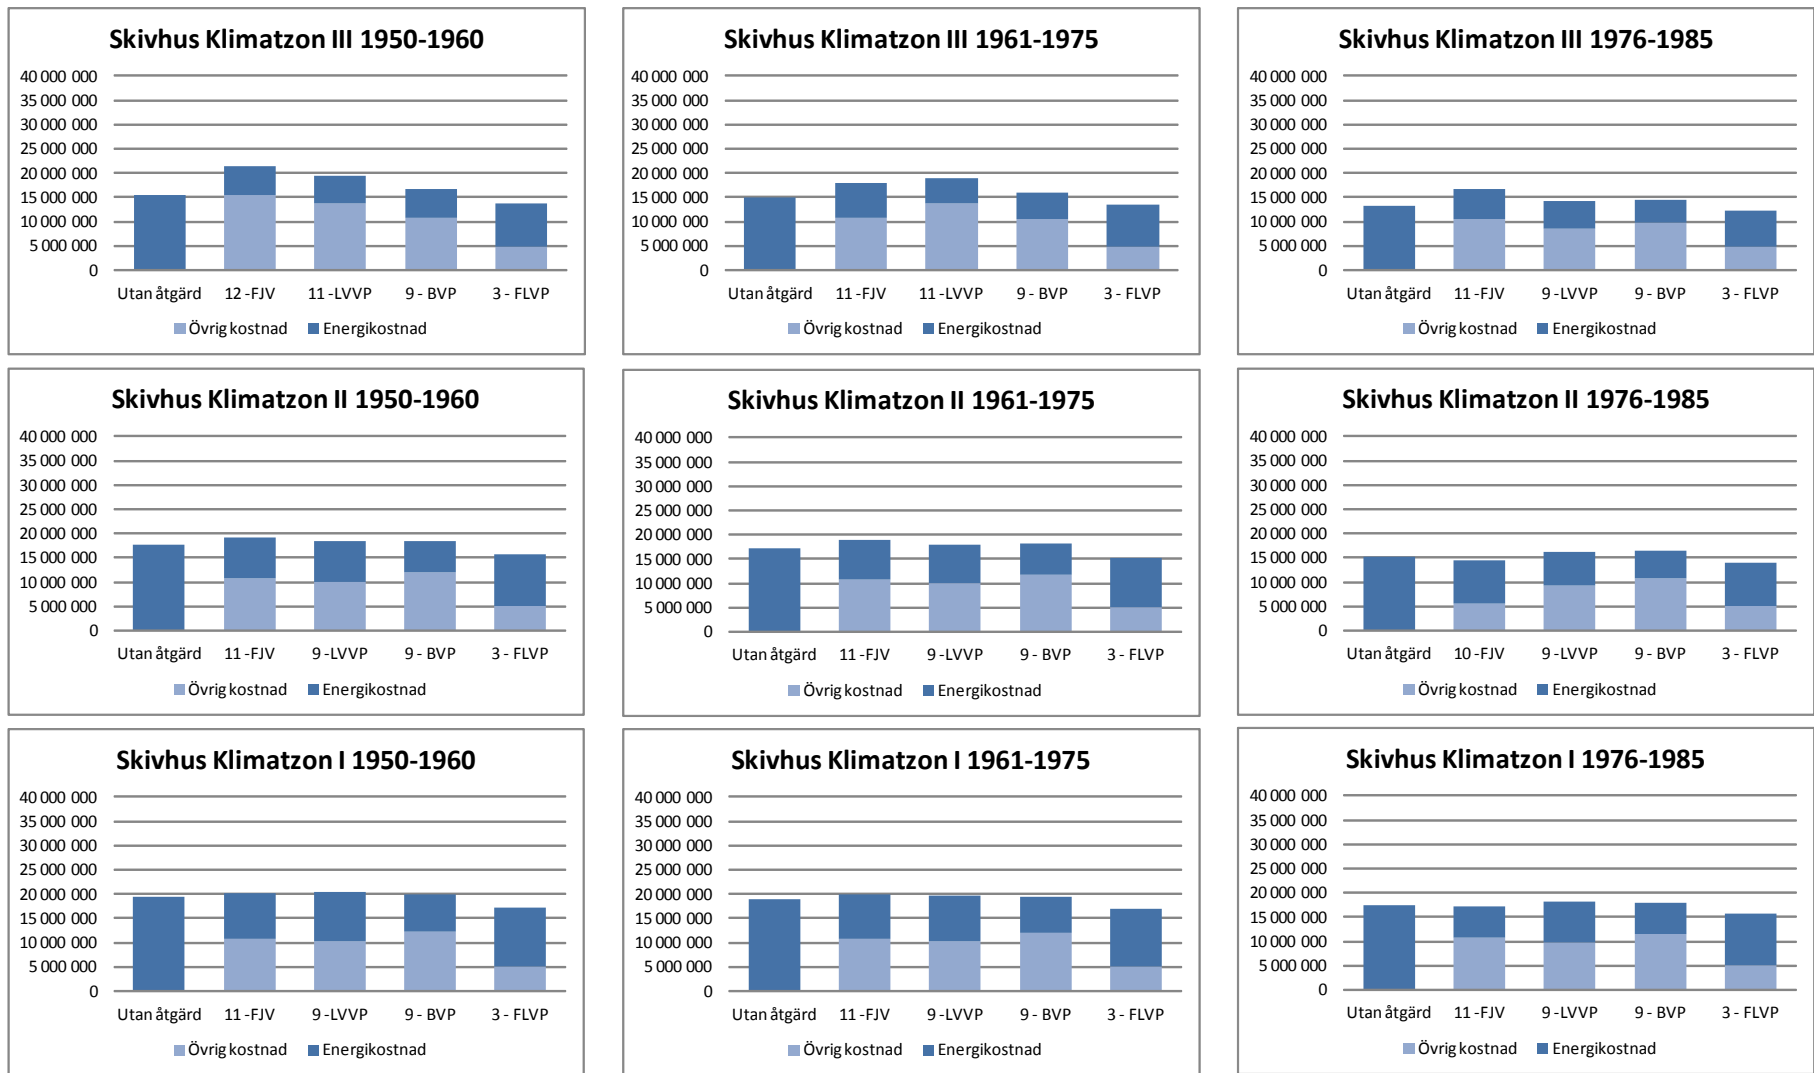 Skivhus Klimatzon III 1950-1960
40 000 000
35 000 000
30 000 000
25 000 000
20 000 000
15 000 000
10 000 000
5 000 000
0
Utan åtgärd 12 -FJV 11 -LVVP 9 - BVP 3 - FLVP
Övrig kostnad Energikostnad
Skivhus Klimatzon III 1961-1975
40 000 000
35 000 000
30 000 000
25 000 000
20 000 000
15 000 000
10 000 000
5 000 000
0
Utan åtgärd 11 -FJV 11 -LVVP 9 - BVP 3 - FLVP
Övrig kostnad Energikostnad
Skivhus Klimatzon III 1976-1985
40 000 000
35 000 000
30 000 000
25 000 000
20 000 000
15 000 000
10 000 000
5 000 000
0
Utan åtgärd 11 -FJV 9 -LVVP 9 - BVP 3 - FLVP
Övrig kostnad Energikostnad
Skivhus Klimatzon II 1950-1960
40 000 000
35 000 000
30 000 000
25 000 000
20 000 000
15 000 000
10 000 000
5 000 000
0
Utan åtgärd 11 -FJV 9 -LVVP 9 - BVP 3 - FLVP
Övrig kostnad Energikostnad
Skivhus Klimatzon II 1961-1975
40 000 000
35 000 000
30 000 000
25 000 000
20 000 000
15 000 000
10 000 000
5 000 000
0
Utan åtgärd 11 -FJV 9 -LVVP 9 - BVP 3 - FLVP
Övrig kostnad Energikostnad
Skivhus Klimatzon II 1976-1985
40 000 000
35 000 000
30 000 000
25 000 000
20 000 000
15 000 000
10 000 000
5 000 000
0
Utan åtgärd 10 -FJV 9 -LVVP 9 - BVP 3 - FLVP
Övrig kostnad Energikostnad
Skivhus Klimatzon I 1950-1960
40 000 000
35 000 000
30 000 000
25 000 000
20 000 000
15 000 000
10 000 000
5 000 000
0
Utan åtgärd 11 -FJV 9 -LVVP 9 - BVP 3 - FLVP
Övrig kostnad Energikostnad
Skivhus Klimatzon I 1961-1975
40 000 000
35 000 000
30 000 000
25 000 000
20 000 000
15 000 000
10 000 000
5 000 000
0
Utan åtgärd 11 -FJV 9 -LVVP 9 - BVP 3 - FLVP
Övrig kostnad Energikostnad
Skivhus Klimatzon I 1976-1985
40 000 000
35 000 000
30 000 000
25 000 000
20 000 000
15 000 000
10 000 000
5 000 000
0
Utan åtgärd 11 -FJV 9 -LVVP 9 - BVP 3 - FLVP
Övrig kostnad Energikostnad